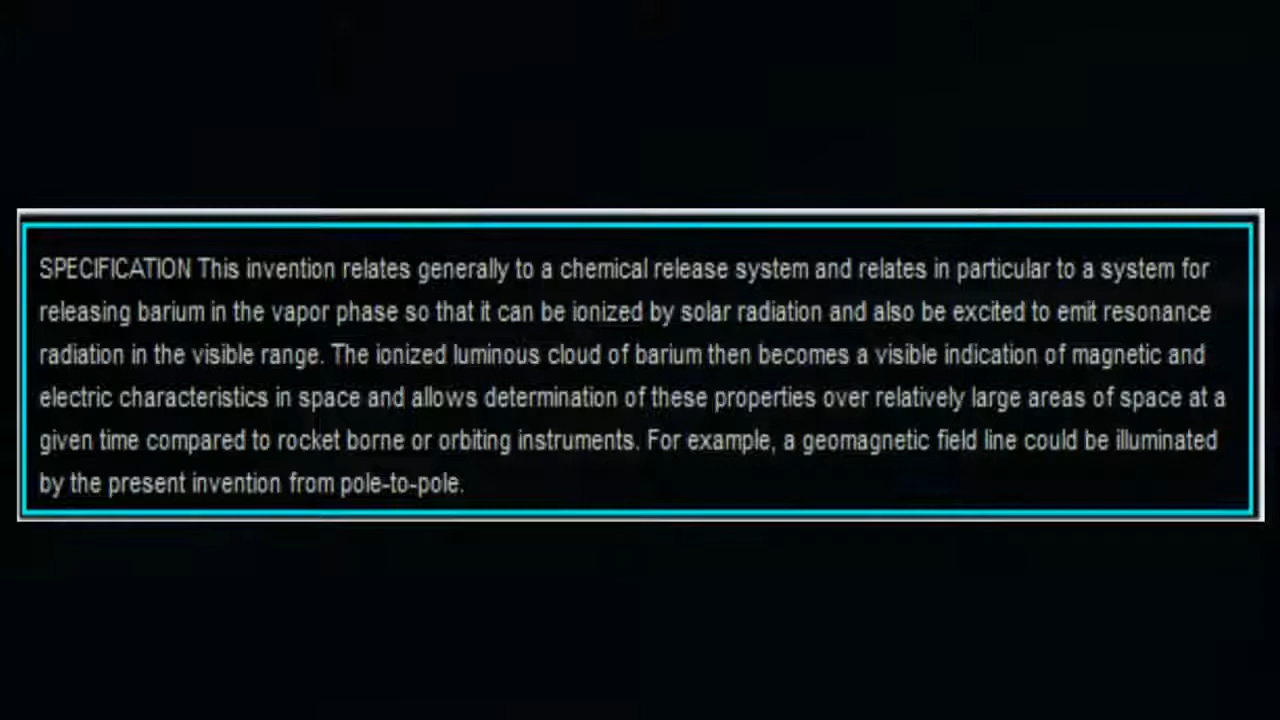 SPECIFICATION This invention relates generally to a chemical release system and relates in particular to a system for
releasing barium in the vapor phase so that it can be ionized by solar radiation and also be excited to emit resonance
radiation in the visible range. The ionized luminous cloud of barium then becomes a visible indication of magnetic and
electric characteristics in space and allows determination of these properties over relatively large areas of space at a
given time compared to rocket borne or orbiting instruments. For example, a geomagnetic field line could be illuminated
by the present invention from pole-to-pole.